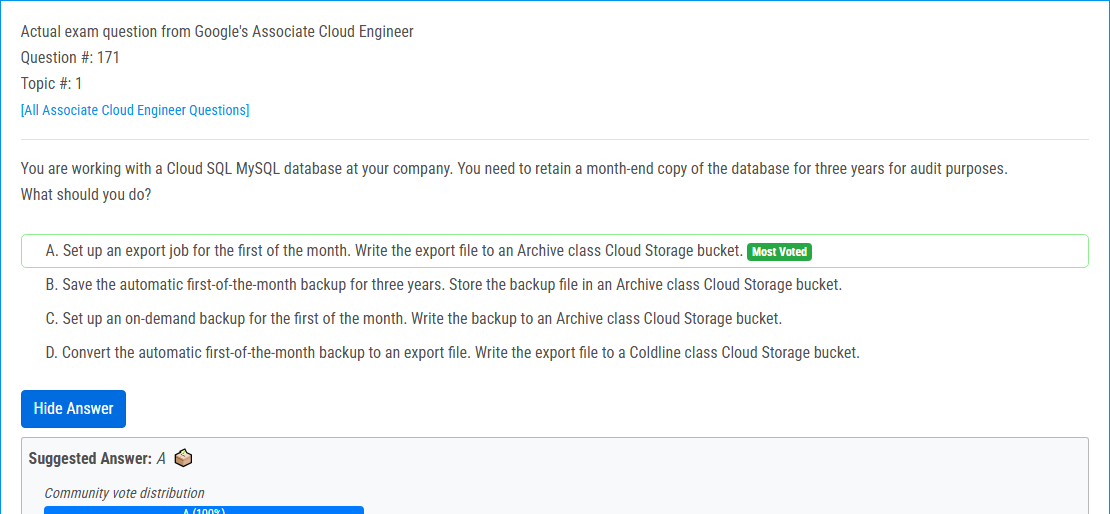 Actual exam question from Google's Associate Cloud Engineer
Question #: 171
Topic #: 1
[All Associate Cloud Engineer Questions]
You are working with a Cloud SQL MySQL database at your company. You need to retain a month-end copy of the database for three years for audit purposes.
What should you do?
A. Set up an export job for the first of the month. Write the export file to an Archive class Cloud Storage bucket. Most Voted
B. Save the automatic first-of-the-month backup for three years. Store the backup file in an Archive class Cloud Storage bucket.
C. Set up an on-demand backup for the first of the month. Write the backup to an Archive class Cloud Storage bucket.
D. Convert the automatic first-of-the-month backup to an export file. Write the export file to a Coldline class Cloud Storage bucket.
Hide Answer
Suggested Answer: A
Community vote distribution
A (100%)